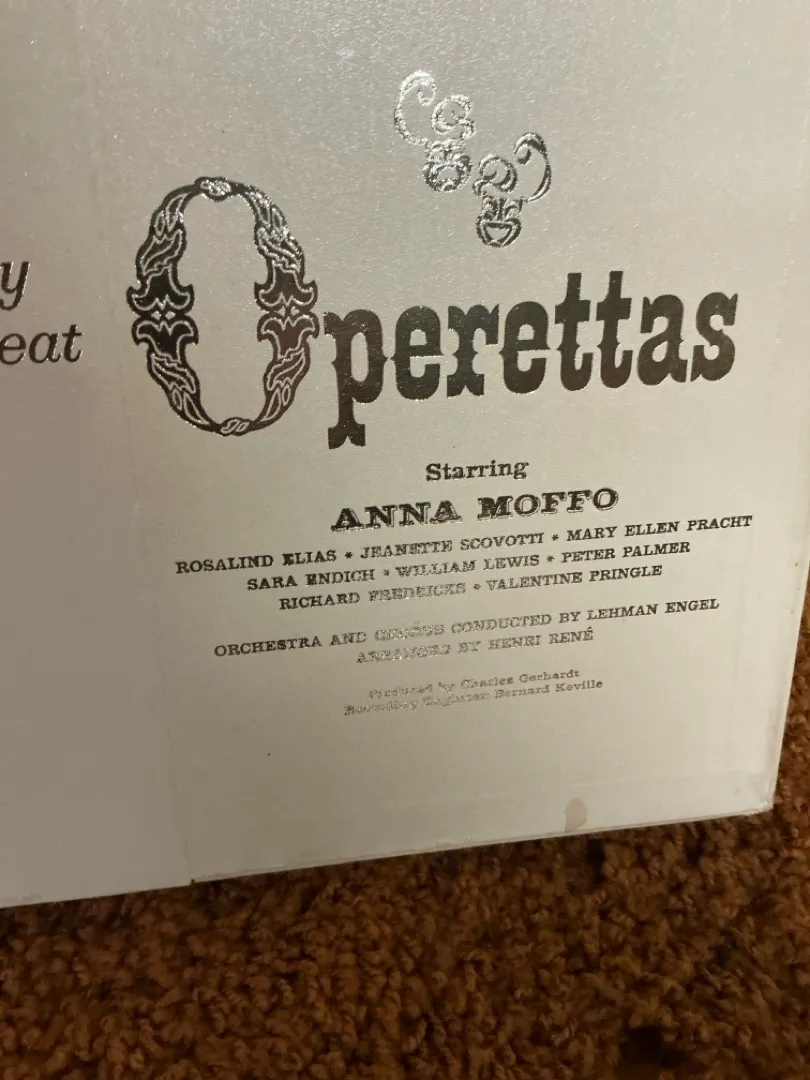 y
eat
Operettas
Starring
ANNA MOFFO
ROSALIND ELIAS * JEANETTE SCOVOTTI * MARY ELLEN PRACHT
SARA ENDICH * WILLIAM LEWIS * PETER PALMER
RICHARD FREDRICKS * VALENTINE PRINGLE
ORCHESTRA AND CHORUS CONDUCTED BY LEHMAN ENGEL
ARRANGED BY HENRI RENÉ
Produced by Charles Gerhardt
Recording Engineer: Bernard Keville